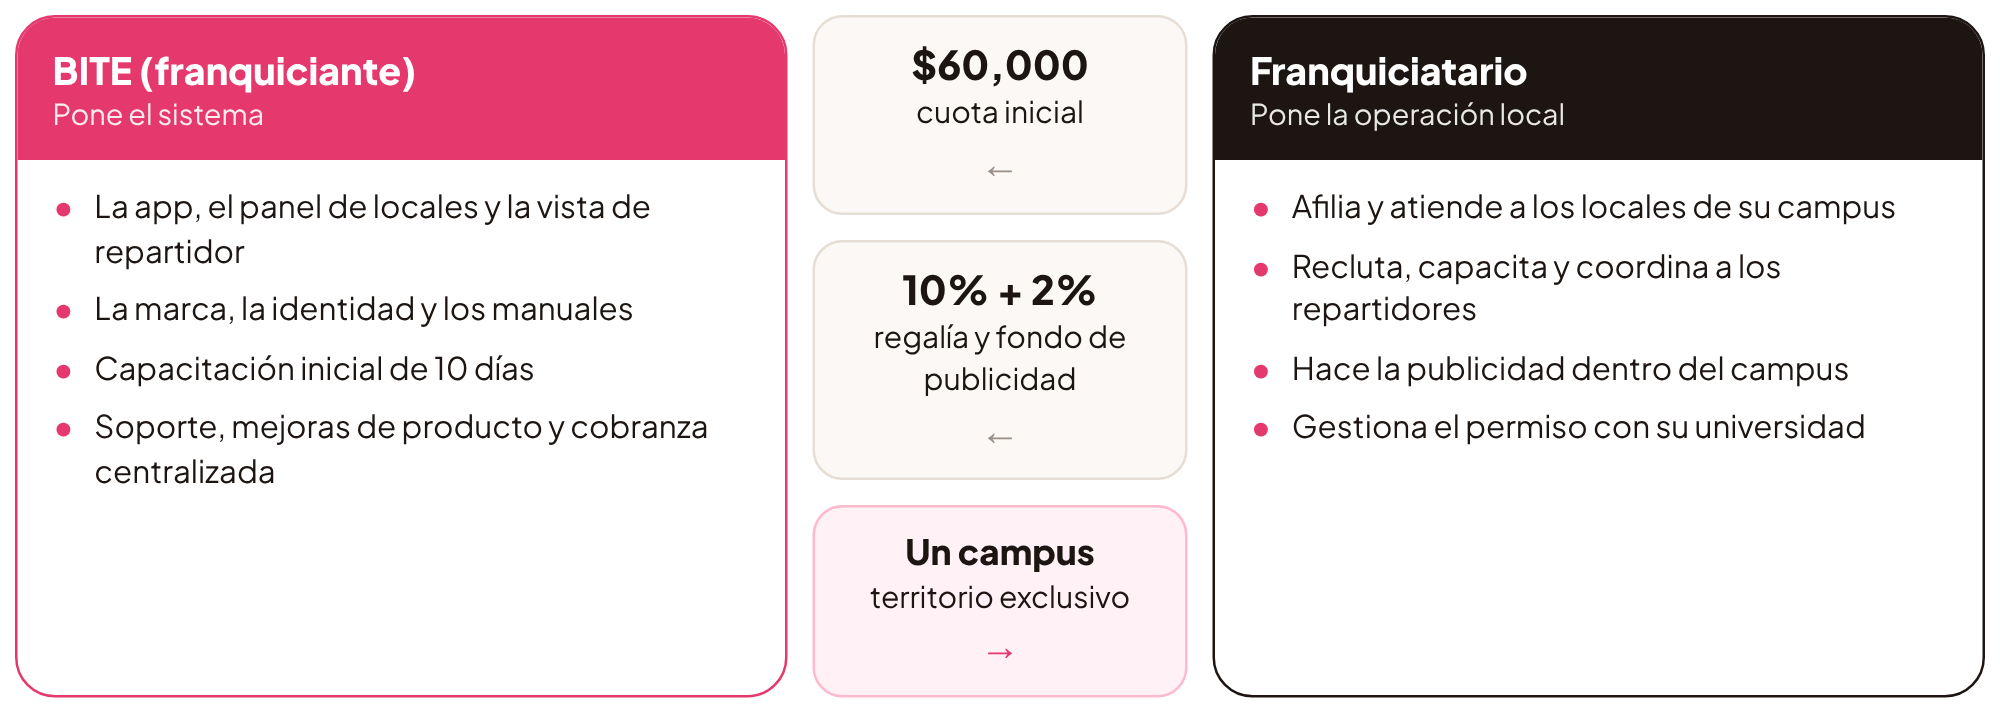 BITE (franquiciante)
Pone el sistema
• La app, el panel de locales y la vista de
repartidor
• La marca, la identidad y los manuales
• Capacitación inicial de 10 días
• Soporte, mejoras de producto y cobranza
centralizada
$60,000
cuota inicial
←
10% + 2%
regalía y fondo de
publicidad
←
Un campus
territorio exclusivo
→
Franquiciatario
Pone la operación local
• Afilia y atiende a los locales de su campus
• Recluta, capacita y coordina a los
repartidores
• Hace la publicidad dentro del campus
• Gestiona el permiso con su universidad